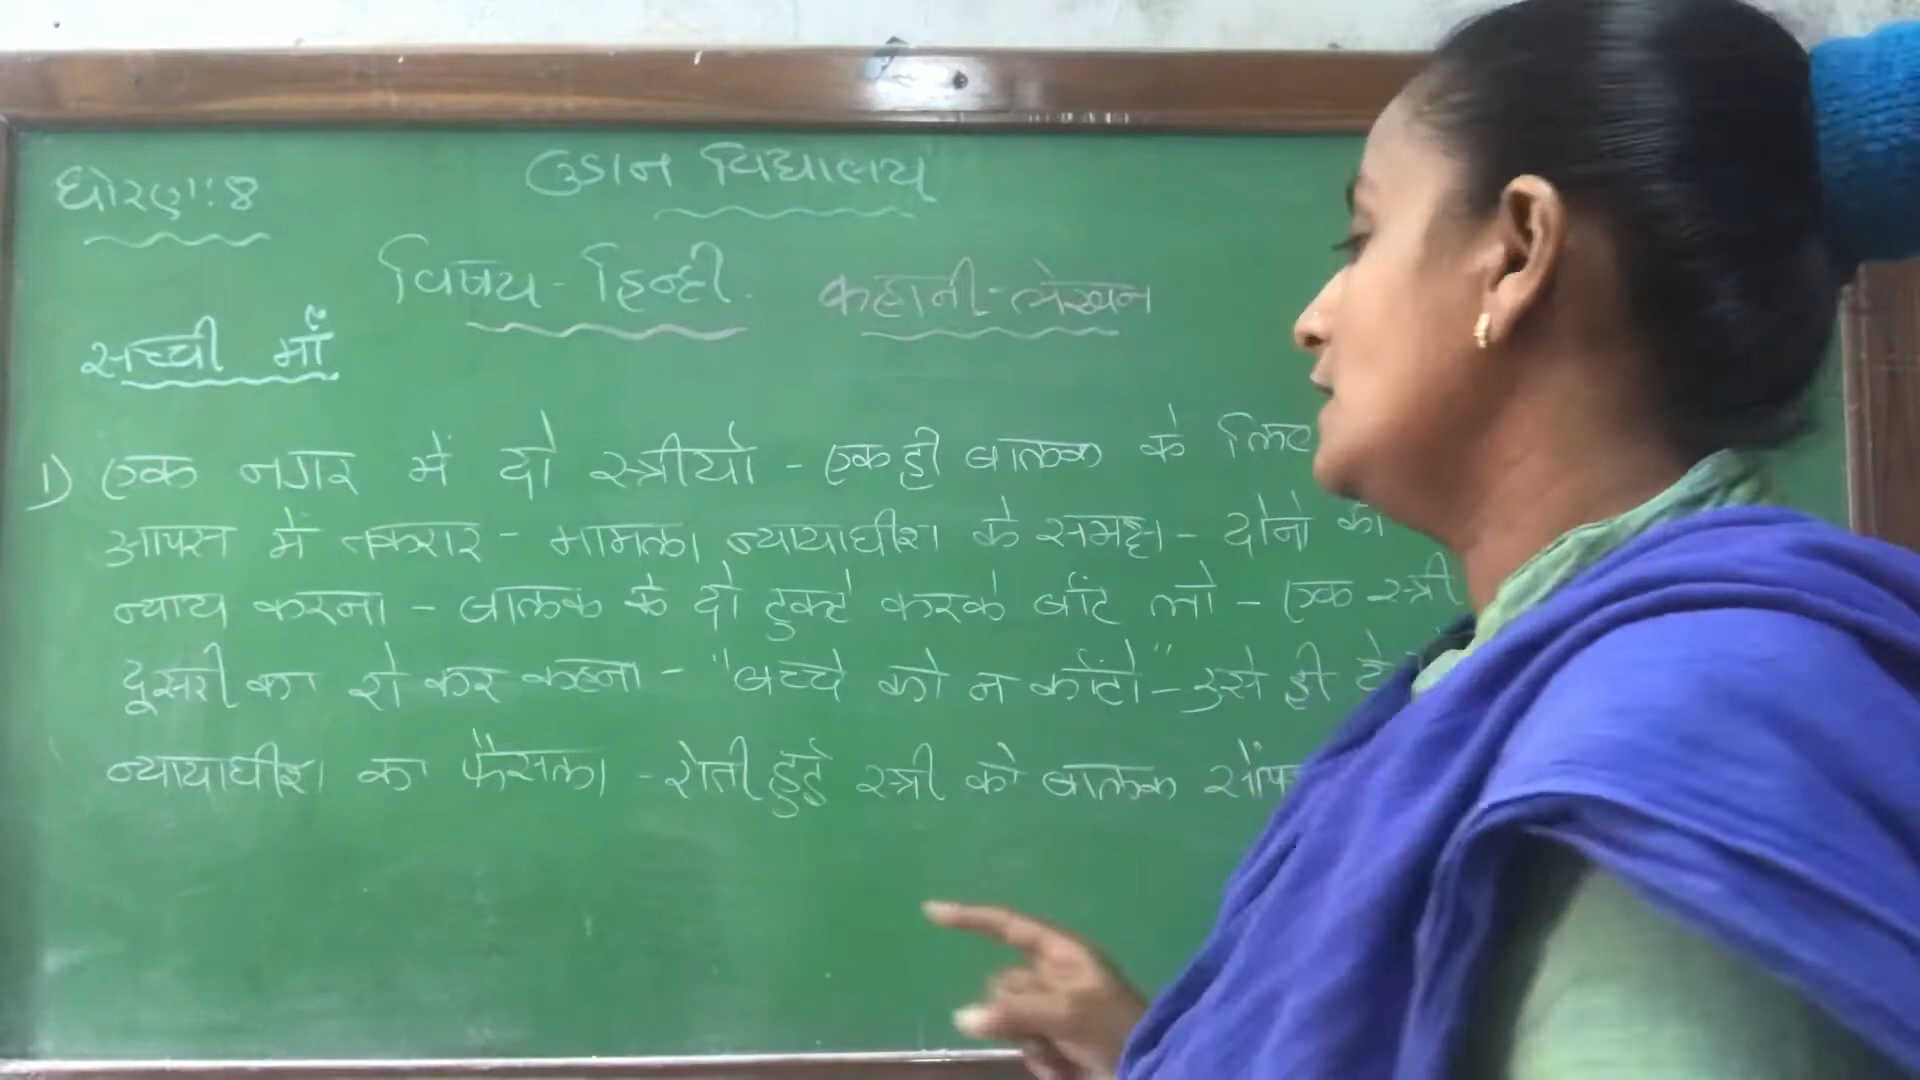 ધોરણ: 8
उडान विद्यालय
विषय - हिन्दी.
कहानी-लेखन
सच्ची माँ
1) एक नगर में दो स्त्रीयों - एक ही बालक के लिए
आपस में तकरार - मामला न्यायाधीश के समक्ष - दोनो का
न्याय करना - बालक के दो टुकडे करके बाँट लो - एक स्त्री
दूसरी का रो कर कहना - "बच्चे को न काँटो" - उसे ही दे
न्यायाधीश का फैसला - रोती हुई स्त्री को बालक